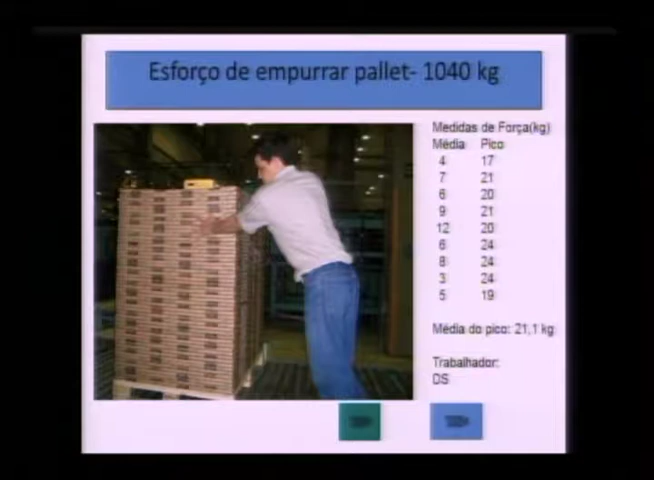 Esforço de empurrar pallet- 1040 kg
Medidas de Força(kg)
Média Pico
4 17
7 21
6 20
9 21
12 20
6 24
8 24
3 24
5 19
Média do pico: 21,1 kg
Trabalhador:
DS